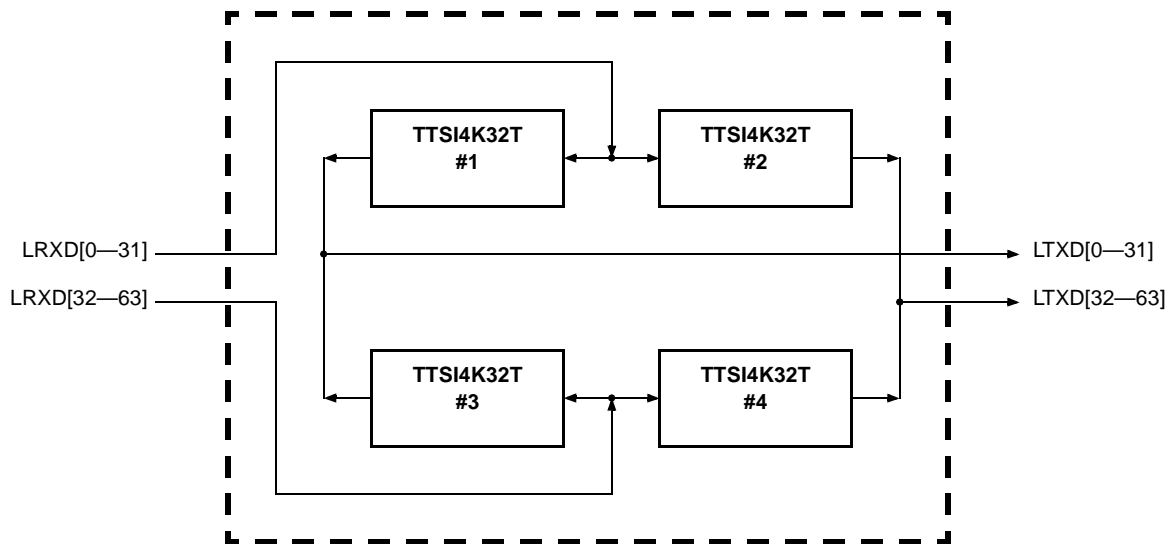 TTSI4K32T
#1
TTSI4K32T
#2
LRXD[0—31]
LTXD[0—31]
LRXD[32—63]
LTXD[32—63]
TTSI4K32T
#3
TTSI4K32T
#4